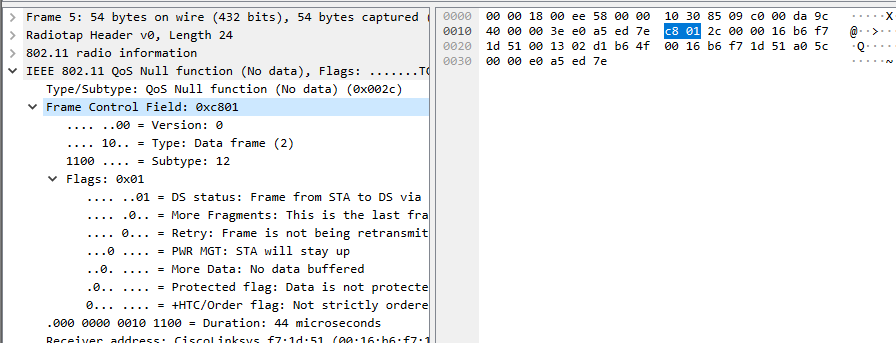 Frame 5: 54 bytes on wire (432 bits), 54 bytes captured (
Radiotap Header v0, Length 24
802.11 radio information
IEEE 802.11 QoS Null function (No data), Flags: .......TC
Type/Subtype: QoS Null function (No data) (0x002c)
Frame Control Field: 0xc801
.... ..00 = Version: 0
.... 10.. = Type: Data frame (2)
1100 .... = Subtype: 12
Flags: 0x01
.... ..01 = DS status: Frame from STA to DS via
.... .0.. = More Fragments: This is the last fra
.... 0... = Retry: Frame is not being retransmit
...0 .... = PWR MGT: STA will stay up
..0. .... = More Data: No data buffered
.0.. .... = Protected flag: Data is not protecte
0... .... = +HTC/Order flag: Not strictly ordere
.000 0000 0010 1100 = Duration: 44 microseconds
Receiver address: CiscoLinksys_f7:1d:51 (00:16:b6:f7:1
0000 00 00 18 00 ee 58 00 00 10 30 85 09 c0 00 da 9c ·····X
0010 40 00 00 3e e0 a5 ed 7e c8 01 2c 00 00 16 b6 f7 @··>··
0020 1d 51 00 13 02 d1 b6 4f 00 16 b6 f7 1d 51 a0 5c ·Q····
0030 00 00 e0 a5 ed 7e ·····~